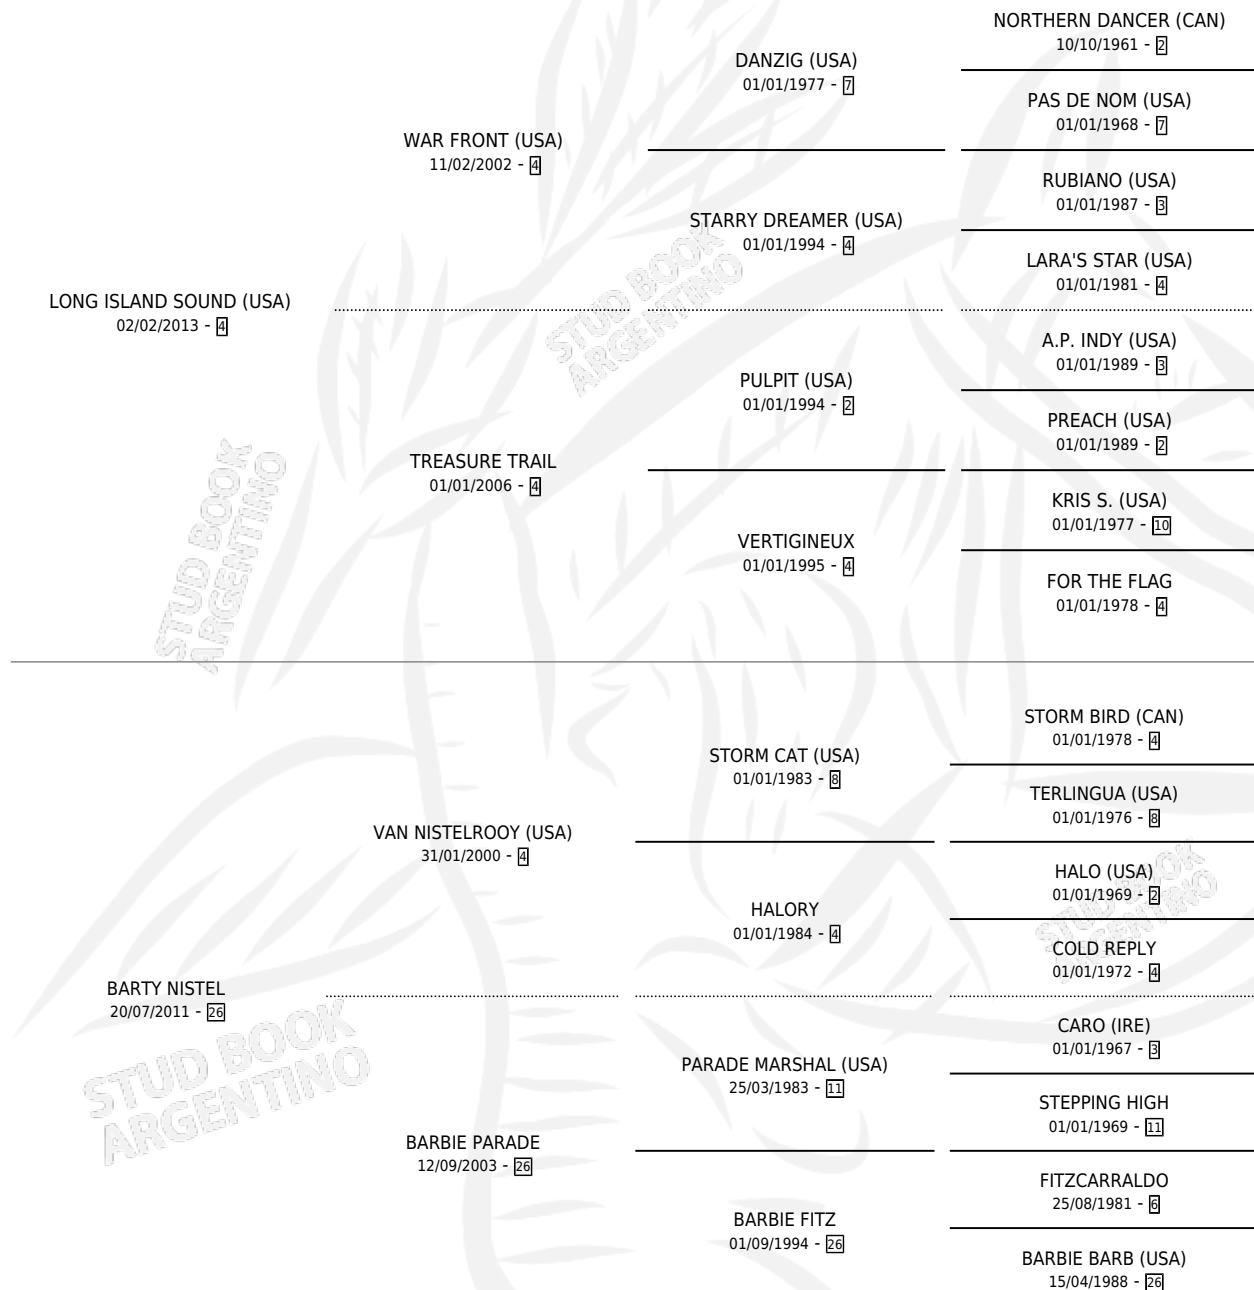 NORTHERN DANCER (CAN)
10/10/1961 - 2
DANZIG (USA)
01/01/1977 - 7
PAS DE NOM (USA)
01/01/1968 - 7
WAR FRONT (USA)
11/02/2002 - 4
RUBIANO (USA)
01/01/1987 - 3
STARRY DREAMER (USA)
01/01/1994 - 4
LARA'S STAR (USA)
01/01/1981 - 4
LONG ISLAND SOUND (USA)
02/02/2013 - 4
A.P. INDY (USA)
01/01/1989 - 3
PULPIT (USA)
01/01/1994 - 2
PREACH (USA)
01/01/1989 - 2
TREASURE TRAIL
01/01/2006 - 4
KRIS S. (USA)
01/01/1977 - 10
VERTIGINEUX
01/01/1995 - 4
FOR THE FLAG
01/01/1978 - 4
STORM BIRD (CAN)
01/01/1978 - 4
STORM CAT (USA)
01/01/1983 - 8
TERLINGUA (USA)
01/01/1976 - 8
VAN NISTELROOY (USA)
31/01/2000 - 4
HALO (USA)
01/01/1969 - 2
HALORY
01/01/1984 - 4
COLD REPLY
01/01/1972 - 4
BARTY NISTEL
20/07/2011 - 26
CARO (IRE)
01/01/1967 - 3
PARADE MARSHAL (USA)
25/03/1983 - 11
STEPPING HIGH
01/01/1969 - 11
BARBIE PARADE
12/09/2003 - 26
FITZCARRALDO
25/08/1981 - 6
BARBIE FITZ
01/09/1994 - 26
BARBIE BARB (USA)
15/04/1988 - 26
STUD BOOK
ARGENTINO
STUD BOOK
ARGENTINO
STUD BOOK
ARGENTINO
STUD BOOK
ARGENTINO